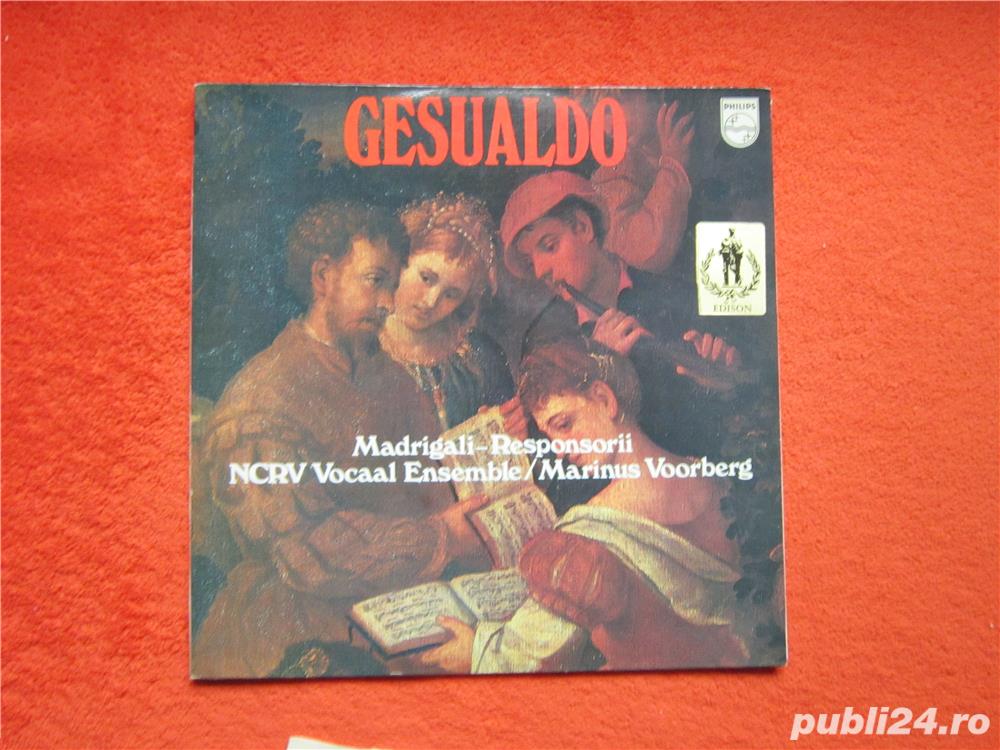 GESUALDO
PHILIPS
EDISON
Madrigali-Responsorii
NCRV Vocaal Ensemble/Marinus Voorberg
publi24.ro